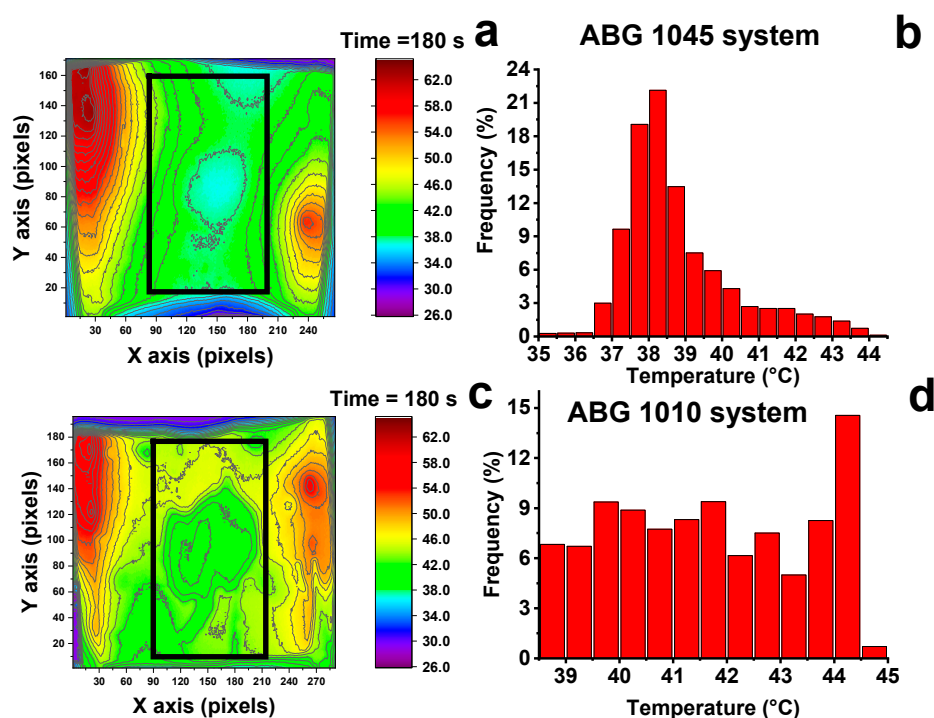 Time =180 s
a
62.0
58.0
54.0
50.0
46.0
42.0
38.0
34.0
30.0
26.0
160
140
120
100
80
60
40
20
Y axis (pixels)
30 60 90 120 150 180 210 240
X axis (pixels)
ABG 1045 system
b
24
21
18
15
12
9
6
3
0
Frequency (%)
35 36 37 38 39 40 41 42 43 44
Temperature (°C)
Time = 180 s
c
62.0
58.0
54.0
50.0
46.0
42.0
38.0
34.0
30.0
26.0
180
160
140
120
100
80
60
40
20
Y axis (pixels)
30 60 90 120 150 180 210 240 270
X axis (pixels)
ABG 1010 system
d
15
12
9
6
3
0
Frequency (%)
39 40 41 42 43 44 45
Temperature (°C)